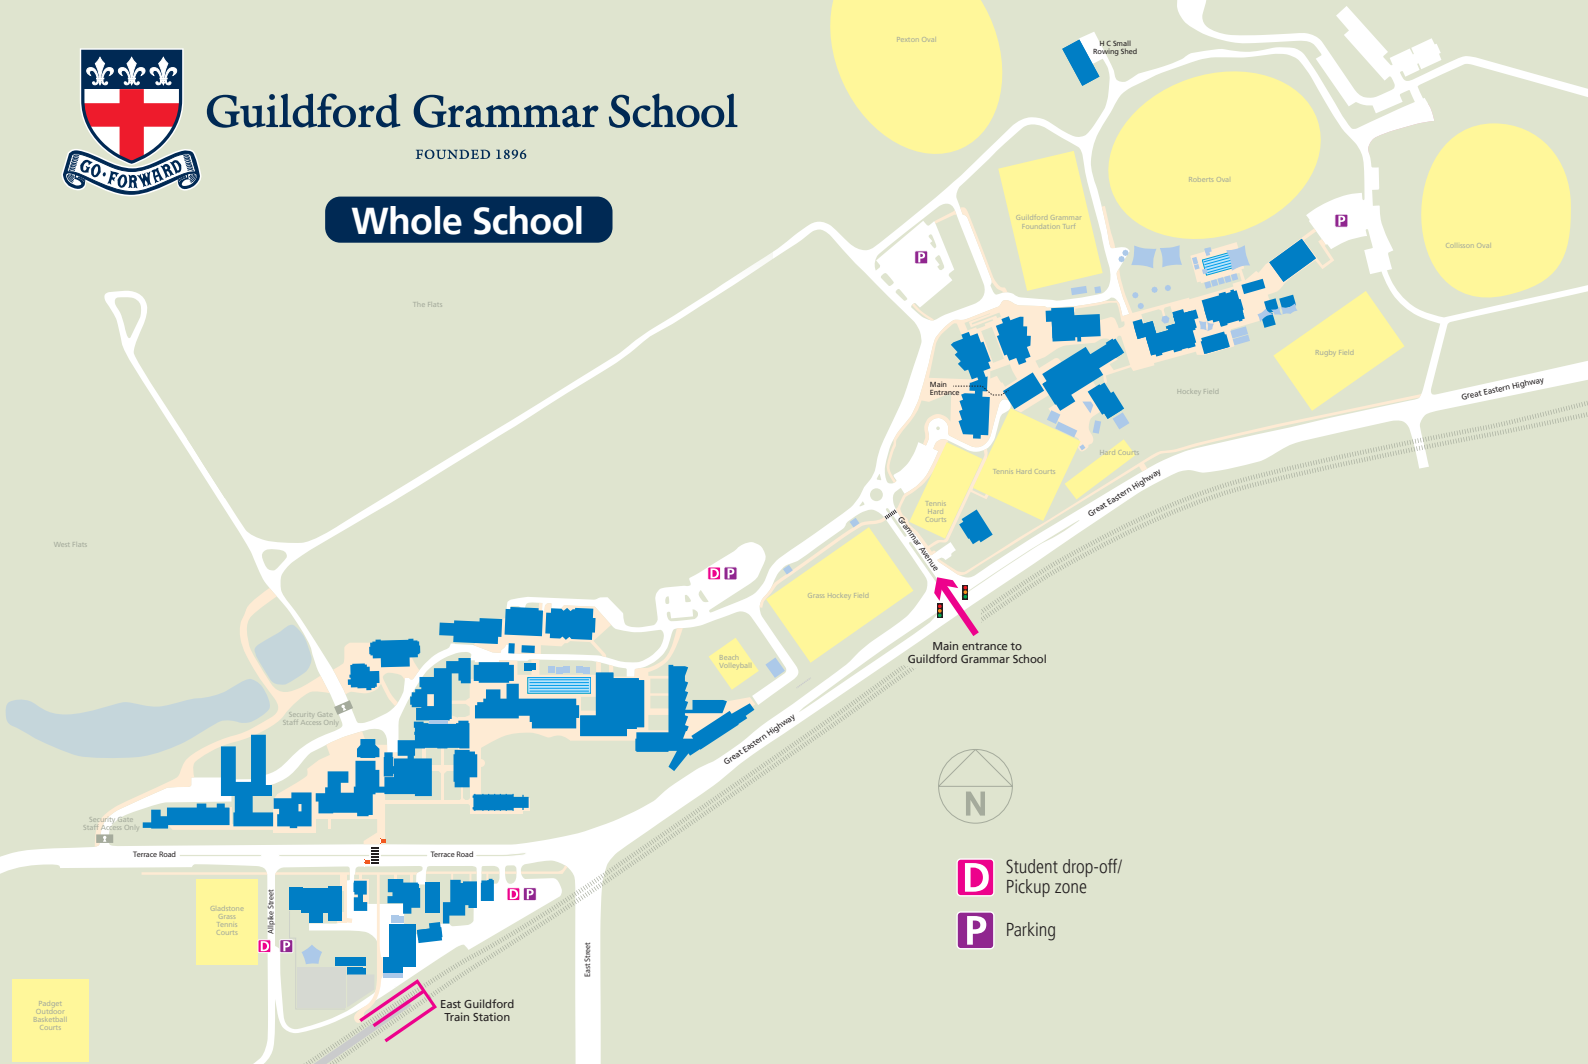 GO·FORWARD
Guildford Grammar School
FOUNDED 1896
Whole School
Pexton Oval
H C Small
Rowing Shed
Roberts Oval
Guildford Grammar
Foundation Turf
P
P
Collisson Oval
The Flats
Rugby Field
Main
Entrance
Hockey Field
Great Eastern Highway
Hard Courts
Tennis Hard Courts
Great Eastern Highway
Tennis
Hard
Courts
Grammar Avenue
West Flats
D P
Grass Hockey Field
Main entrance to
Guildford Grammar School
Beach
Volleyball
Security Gate
Staff Access Only
Great Eastern Highway
N
Security Gate
Staff Access Only
Terrace Road
Terrace Road
D Student drop-off/
Pickup zone
P Parking
D P
Allpike Street
Gladstone
Grass
Tennis
Courts
D P
East Street
Padget
Outdoor
Basketball
Courts
East Guildford
Train Station